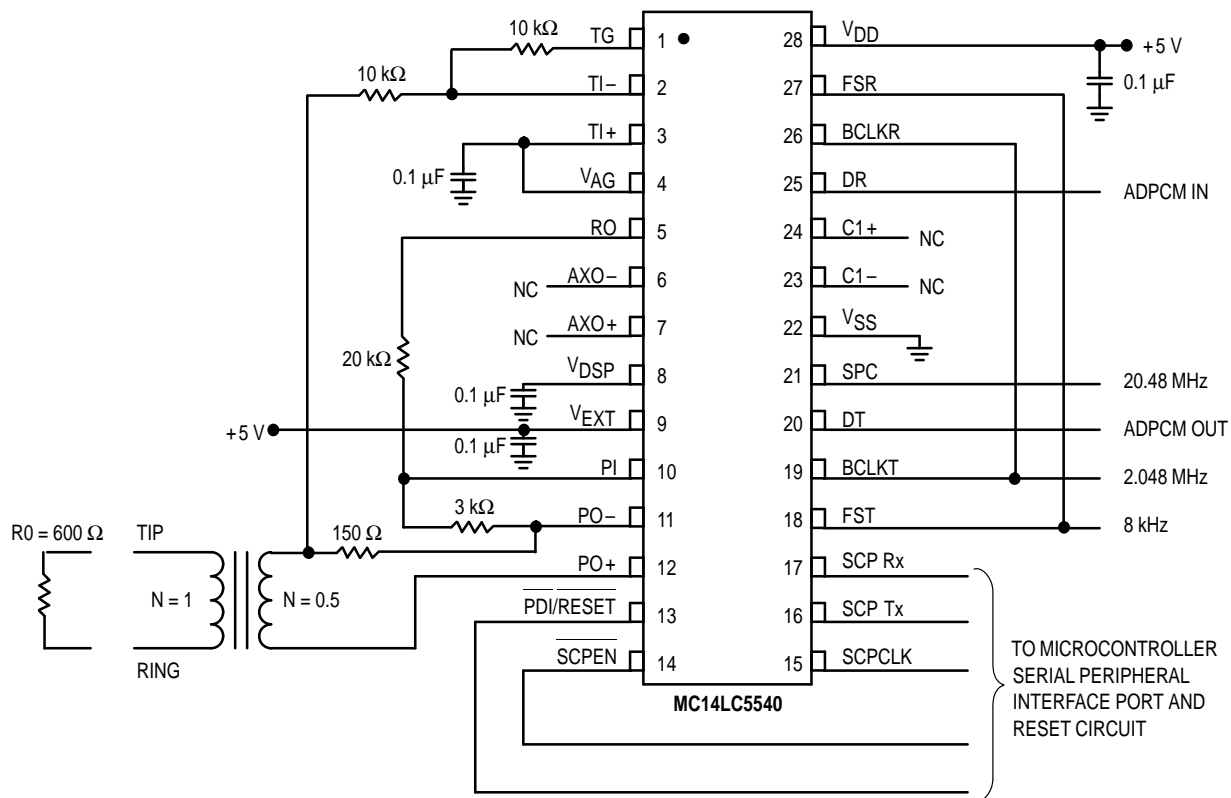 10 kΩ
TG
1
28
VDD
+5 V
10 kΩ
TI–
2
27
FSR
0.1 µF
TI+
3
26
BCLKR
0.1 µF
VAG
4
25
DR
ADPCM IN
RO
5
24
C1+
NC
NC
AXO–
6
23
C1–
NC
NC
AXO+
7
22
VSS
20 kΩ
VDSP
8
21
SPC
20.48 MHz
0.1 µF
+5 V
VEXT
9
20
DT
ADPCM OUT
0.1 µF
PI
10
19
BCLKT
2.048 MHz
3 kΩ
PO–
11
18
FST
8 kHz
R0 = 600 Ω
TIP
150 Ω
PO+
12
17
SCP Rx
N = 1
N = 0.5
PDI/RESET
13
16
SCP Tx
RING
SCPEN
14
15
SCPCLK
TO MICROCONTROLLER
SERIAL PERIPHERAL
INTERFACE PORT AND
RESET CIRCUIT
MC14LC5540